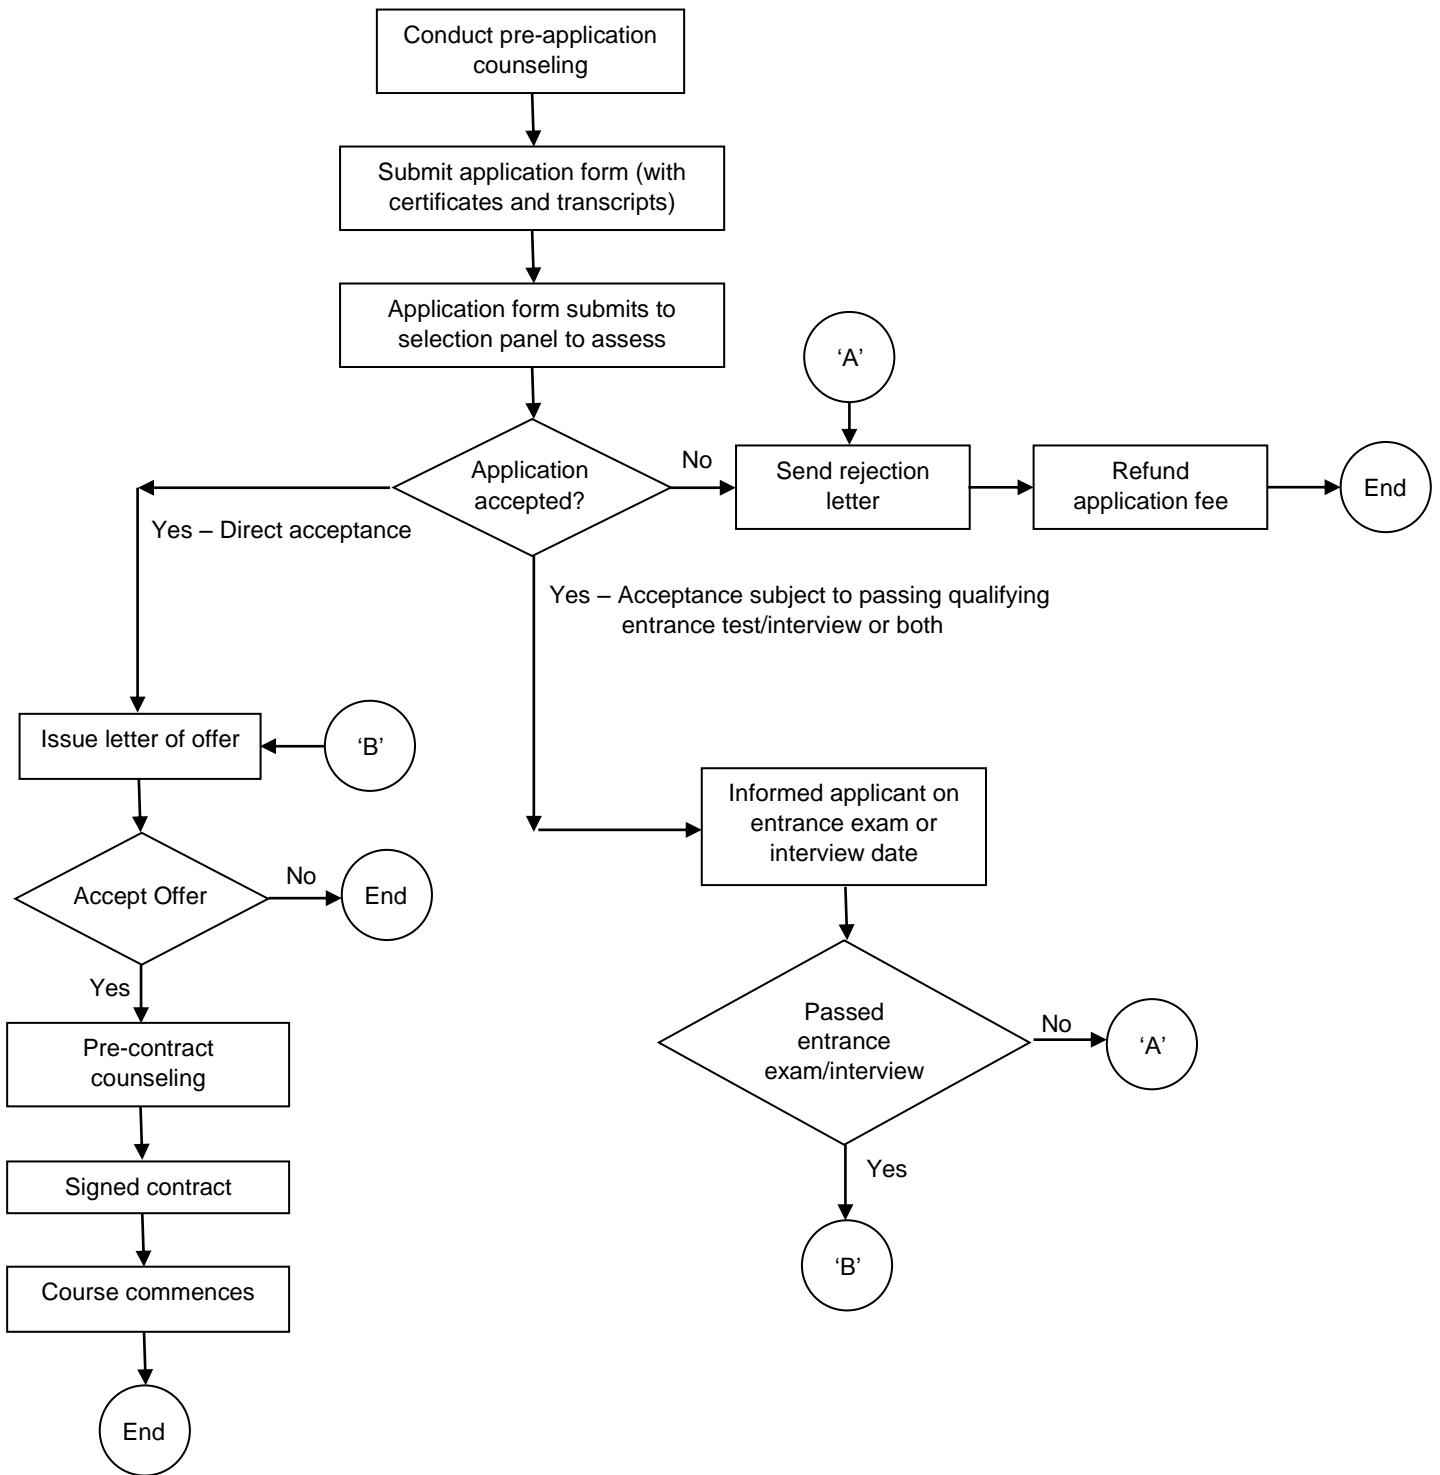 Conduct pre-application
counseling
Submit application form (with
certificates and transcripts)
Application form submits to
selection panel to assess
‘A’
Application
accepted?
No
Send rejection
letter
Refund
application fee
End
Yes – Direct acceptance
Yes – Acceptance subject to passing qualifying
entrance test/interview or both
Issue letter of offer
‘B’
Informed applicant on
entrance exam or
interview date
Accept Offer
No
End
Yes
Pre-contract
counseling
Passed
entrance
exam/interview
No
‘A’
Signed contract
Yes
Course commences
‘B’
End